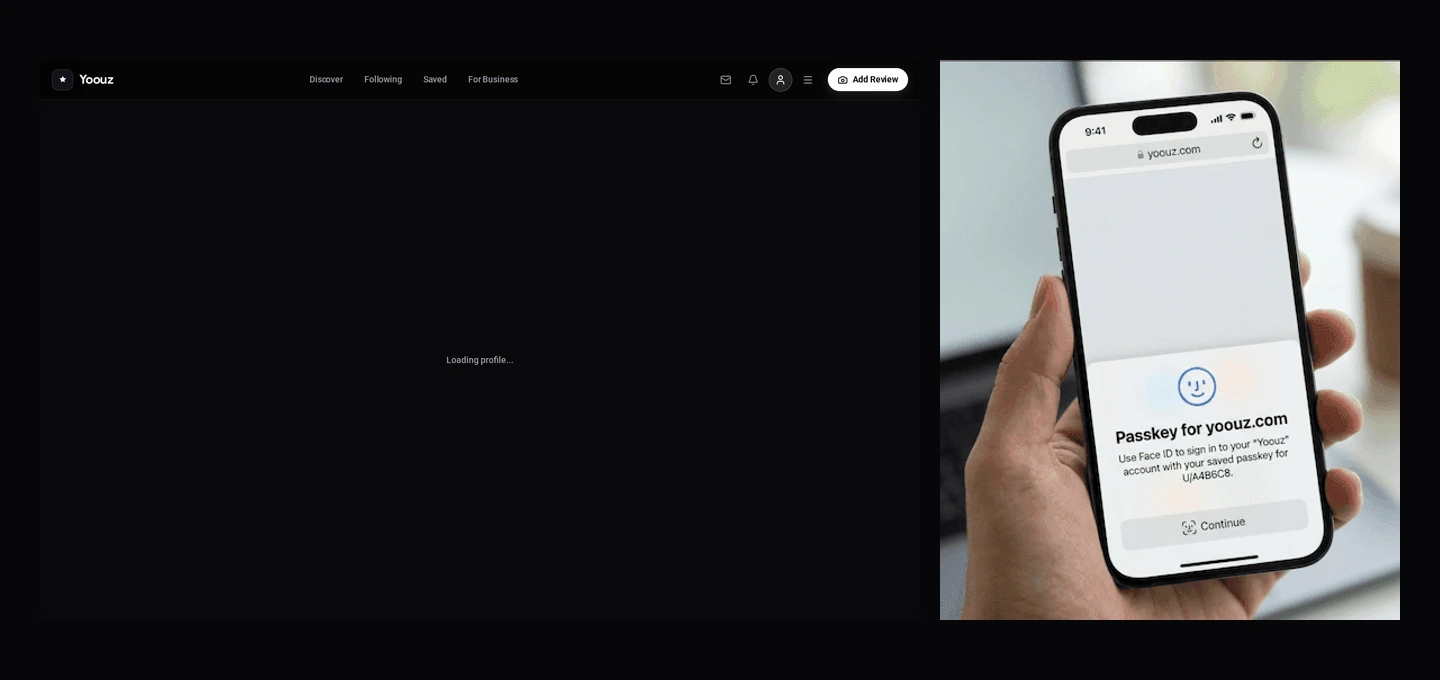 Yoouz
Discover
Following
Saved
For Business
Add Review
Loading profile...
9:41
yoouz.com
Passkey for yoouz.com
Use Face ID to sign in to your "Yoouz"
account with your saved passkey for
U/A4B6C8.
Continue